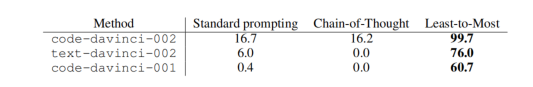 Method Standard prompting Chain-of-Thought Least-to-Most
code-davinci-002 16.7 16.2 99.7
text-davinci-002 6.0 0.0 76.0
code-davinci-001 0.4 0.0 60.7